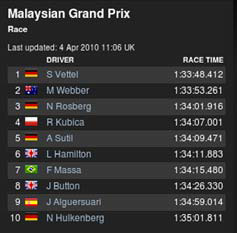 Malaysian Grand Prix
Race
Last updated: 4 Apr 2010 11:06 UK
DRIVER RACE TIME
1 S Vettel 1:33:48.412
2 M Webber 1:33:53.261
3 N Rosberg 1:34:01.916
4 R Kubica 1:34:07.001
5 A Sutil 1:34:09.471
6 L Hamilton 1:34:11.883
7 F Massa 1:34:15.480
8 J Button 1:34:26.330
9 J Alguersuari 1:34:59.014
10 N Hulkenberg 1:35:01.811